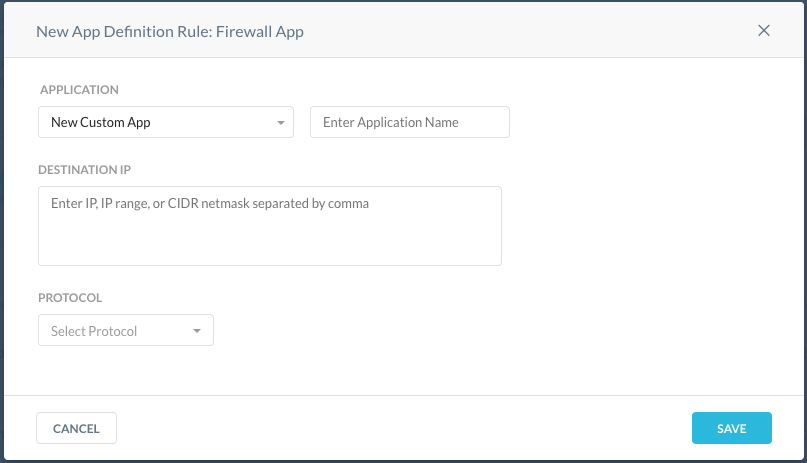 New App Definition Rule: Firewall App
APPLICATION
New Custom App
Enter Application Name
DESTINATION IP
Enter IP, IP range, or CIDR netmask separated by comma
PROTOCOL
Select Protocol
CANCEL
SAVE